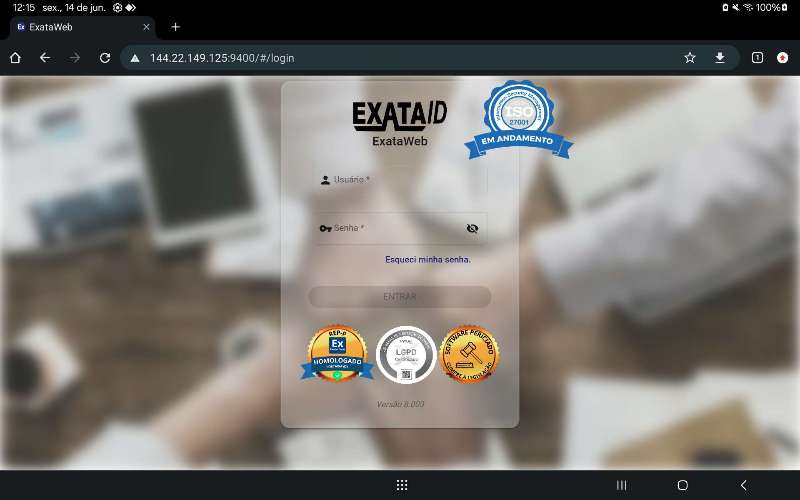 12:15 sex., 14 de jun.
100%
Ex ExataWeb
144.22.149.125:9400/#/login
1
EXATAID
ExataWeb
ISO
27001
EM ANDAMENTO
Usuário *
Senha *
Esqueci minha senha.
ENTRAR
REP-P
Ex
HOMOLOGADO
LGPD
SOFTWARE PERICIADO
Versão 8.003